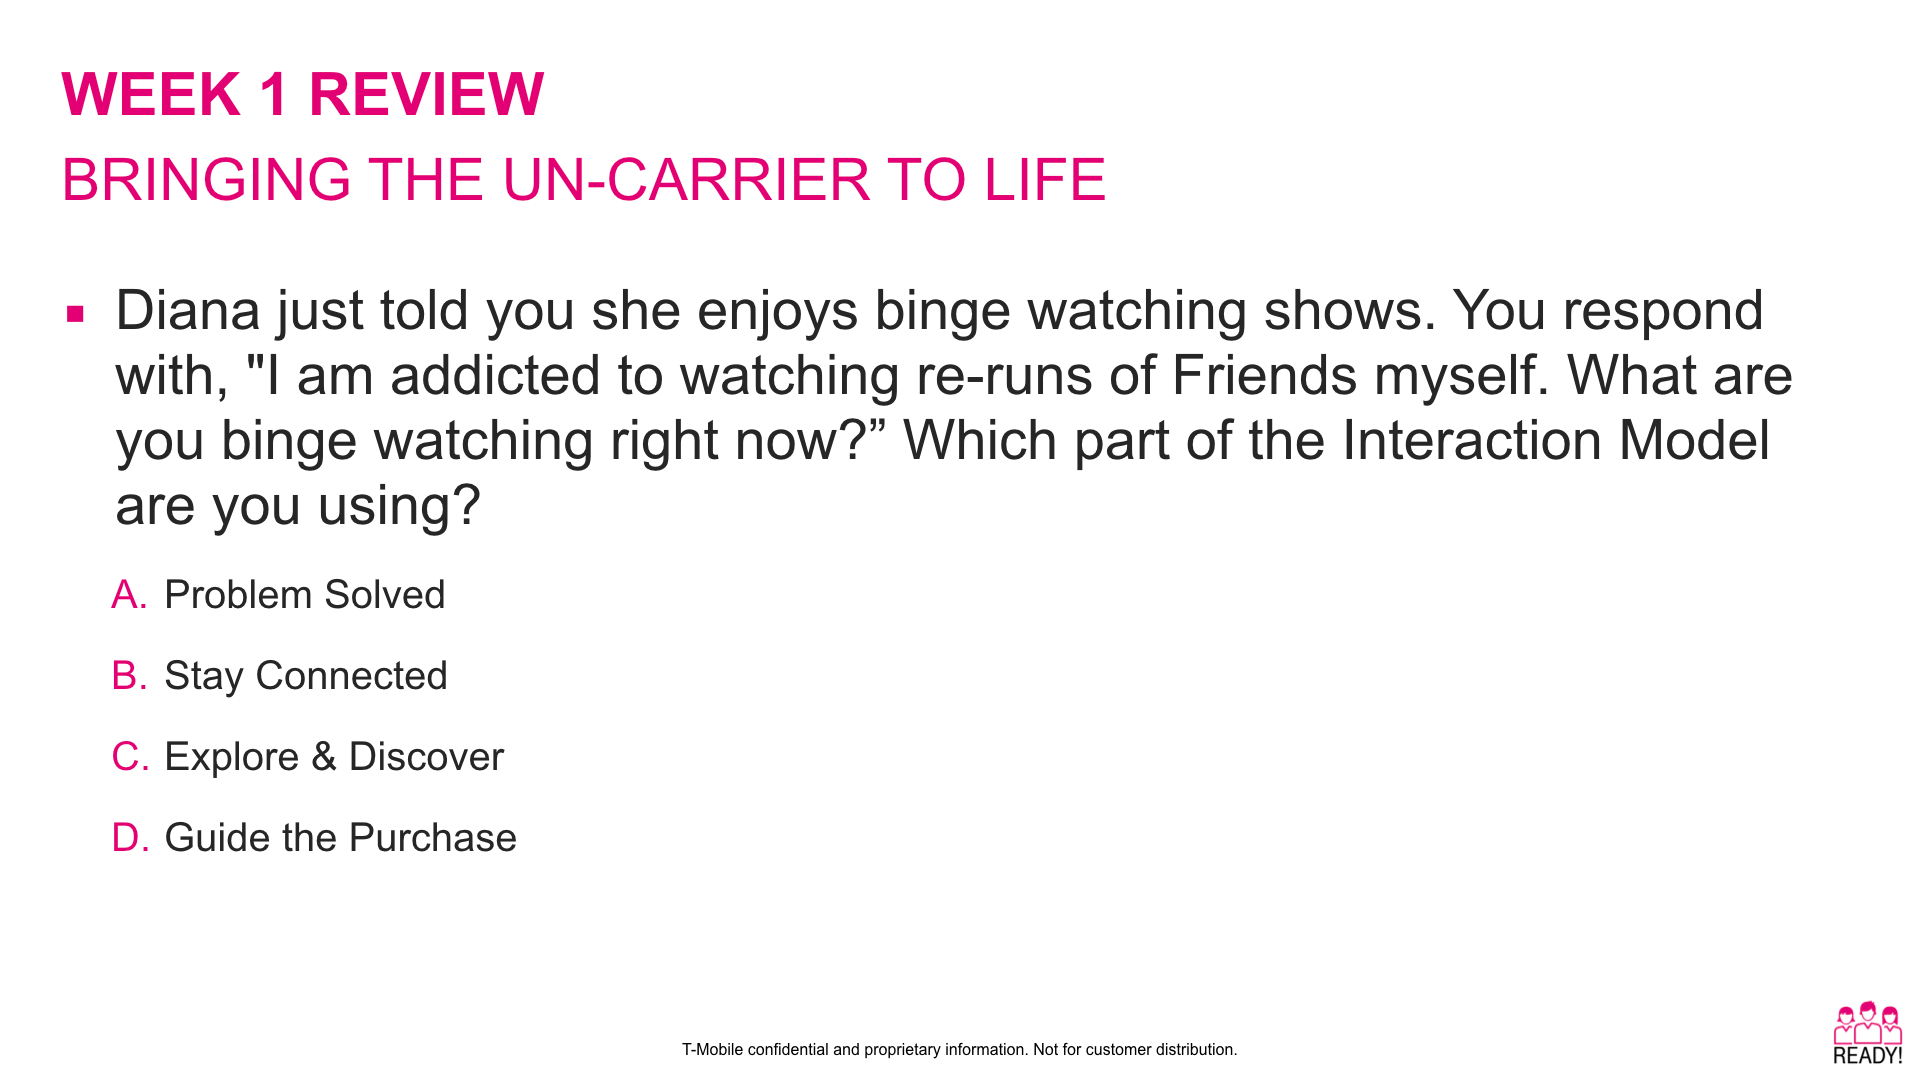 WEEK 1 REVIEW
BRINGING THE UN-CARRIER TO LIFE
▪ Diana just told you she enjoys binge watching shows. You respond
with, "I am addicted to watching re-runs of Friends myself. What are
you binge watching right now?” Which part of the Interaction Model
are you using?
A. Problem Solved
B. Stay Connected
C. Explore & Discover
D. Guide the Purchase
T-Mobile confidential and proprietary information. Not for customer distribution.
READY!